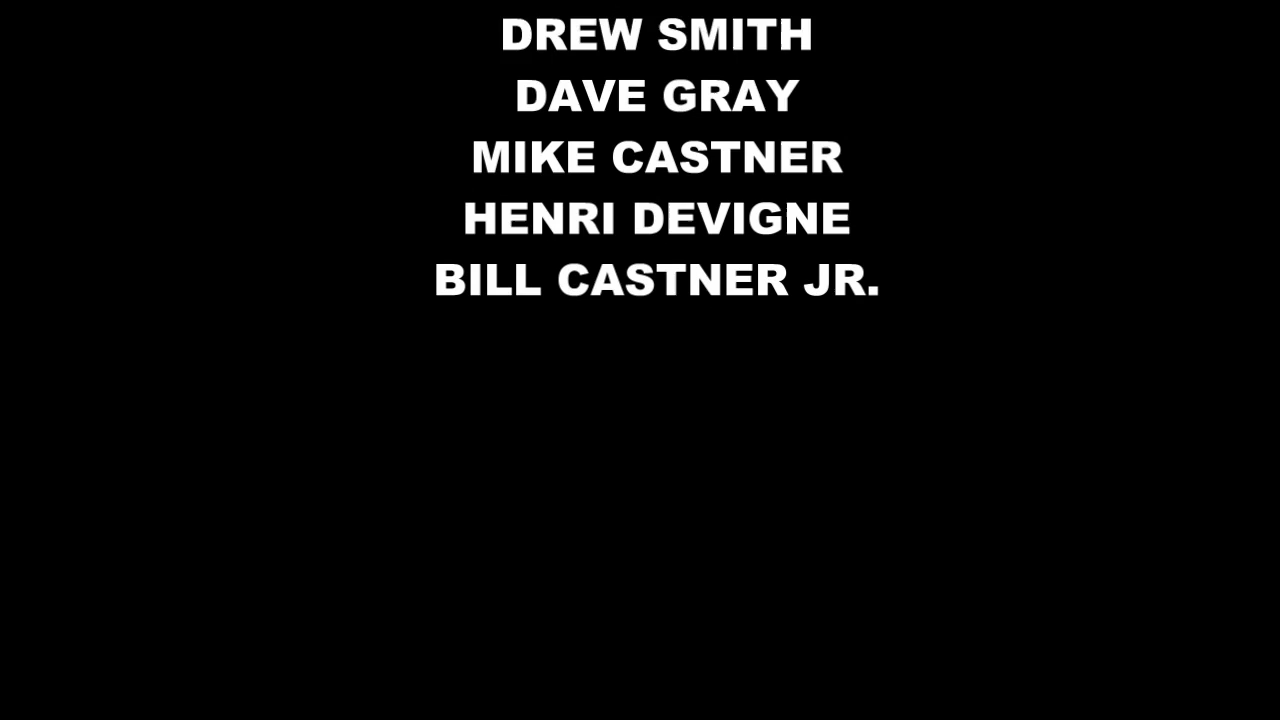 DREW SMITH
DAVE GRAY
MIKE CASTNER
HENRI DEVIGNE
BILL CASTNER JR.